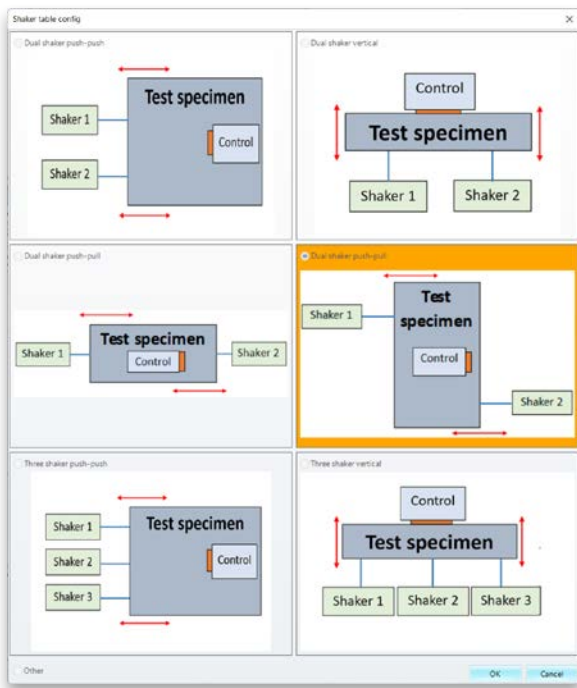 Shaker table config
Dual shaker push-push
Test specimen
Shaker 1
Control
Shaker 2
Dual shaker vertical
Control
Test specimen
Shaker 1
Shaker 2
Dual shaker push-pull
Test specimen
Shaker 1
Control
Shaker 2
Dual shaker push-pull
Test
specimen
Shaker 1
Control
Shaker 2
Three shaker push-push
Test specimen
Shaker 1
Shaker 2
Control
Shaker 3
Three shaker vertical
Control
Test specimen
Shaker 1
Shaker 2
Shaker 3
Other
OK
Cancel